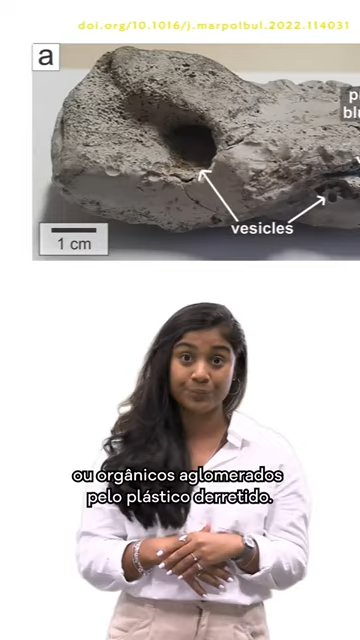 doi.org/10.1016/j.marpolbul.2022.114031
a
vesicles
1 cm
ou orgânicos aglomerados
pelo plástico derretido.